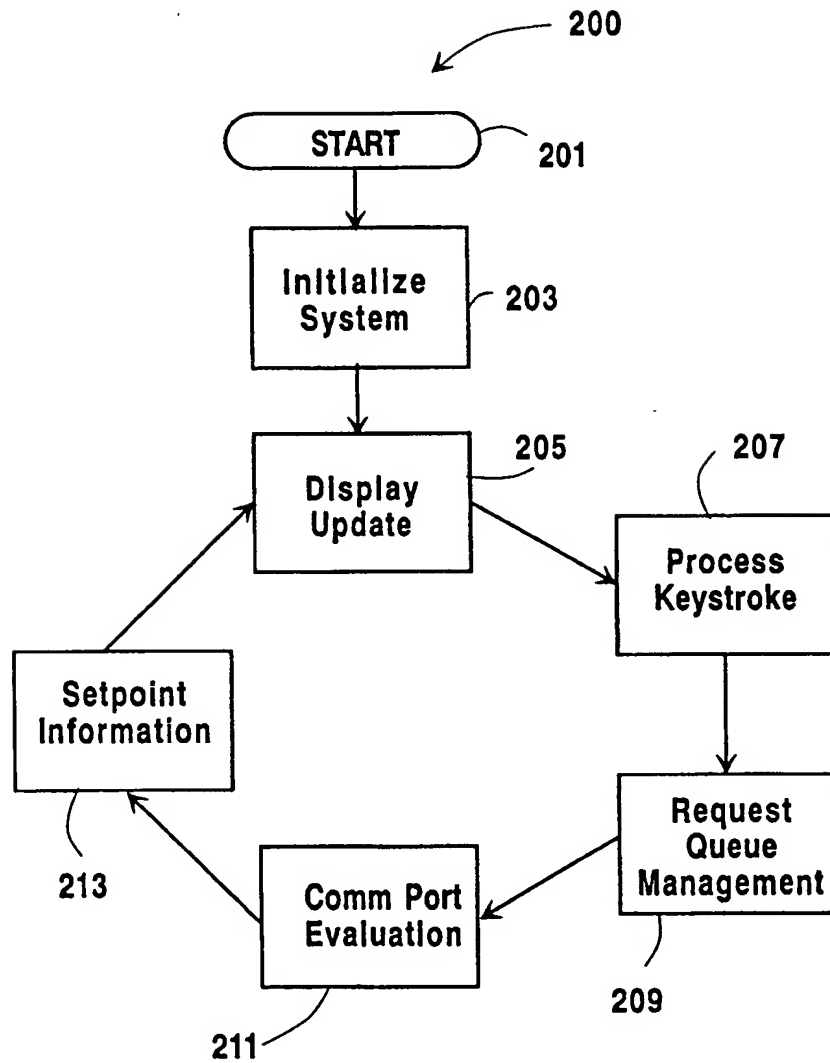 200
START
201
Initialize
System
203
Display
Update
205
207
Process
Keystroke
Setpoint
Information
213
Request
Queue
Management
209
Comm Port
Evaluation
211